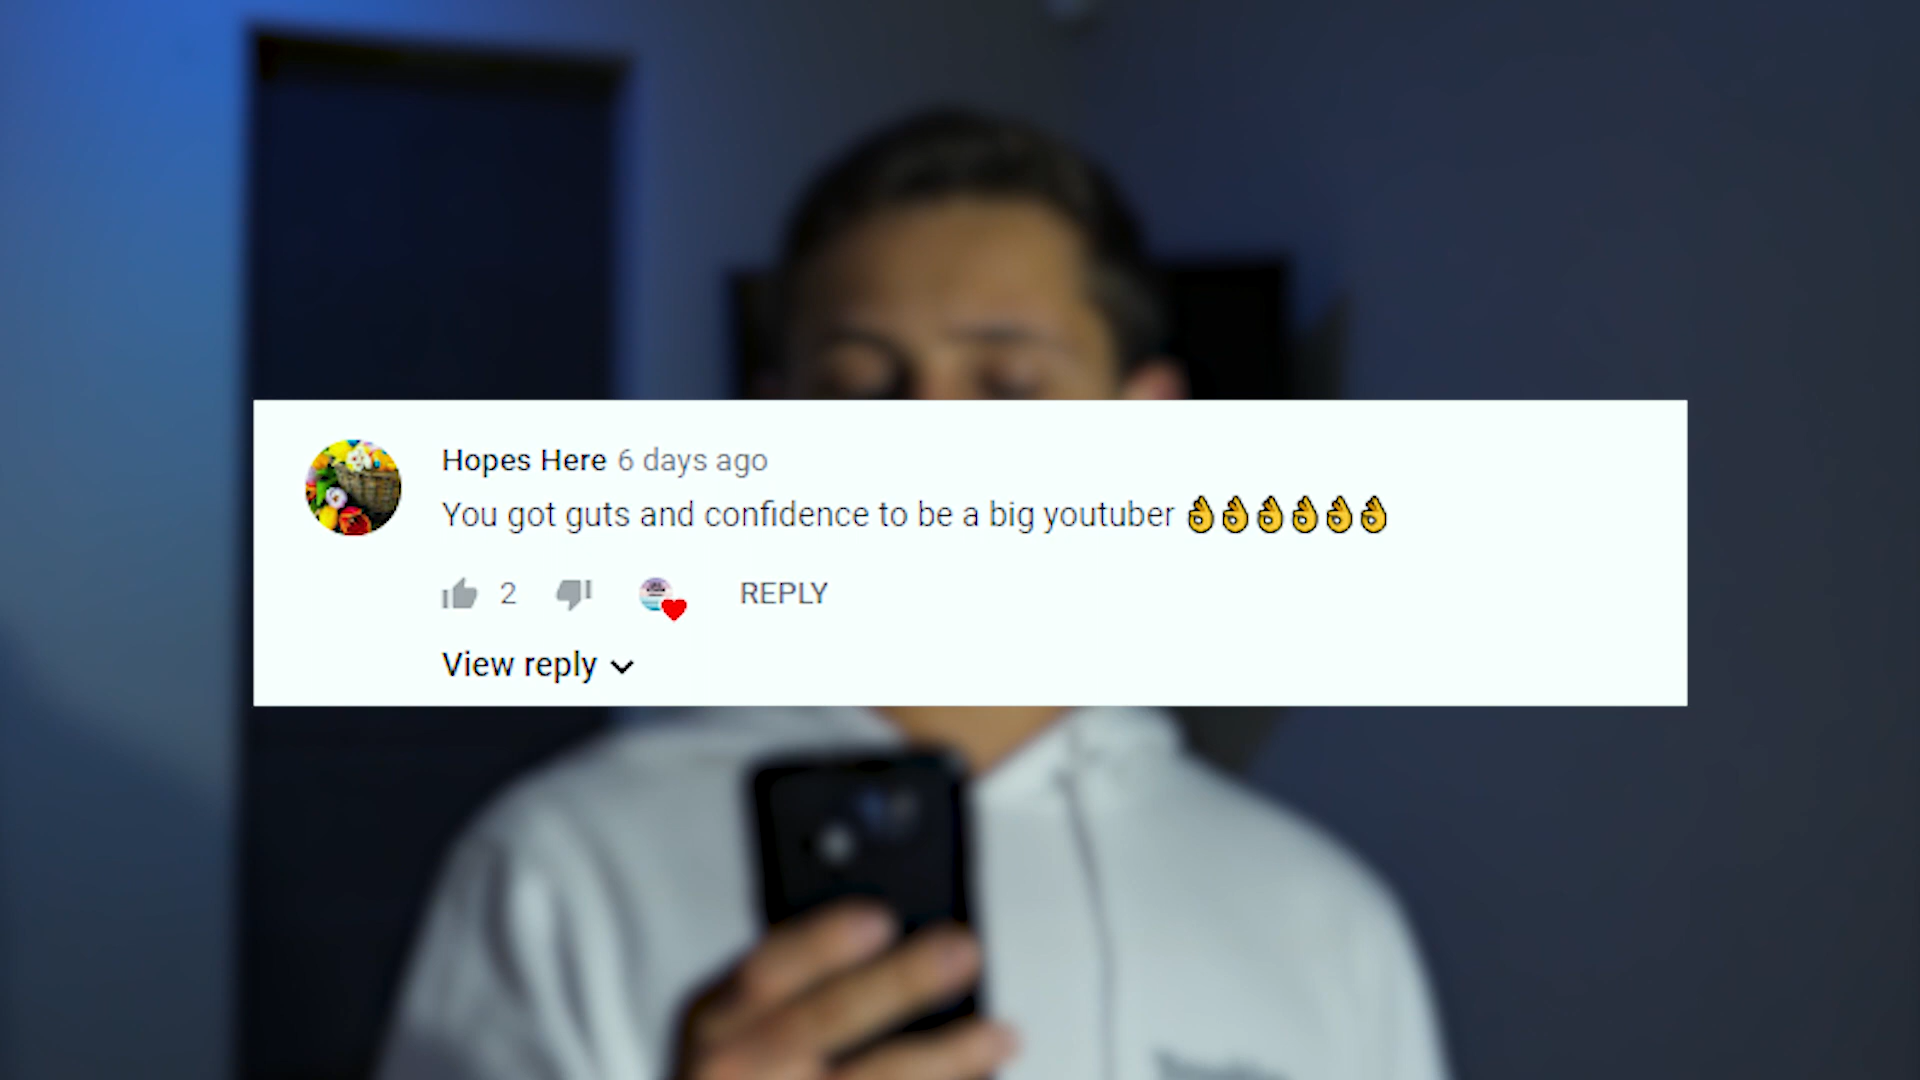 Hopes Here 6 days ago
You got guts and confidence to be a big youtuber 👌👌👌👌👌👌
2 REPLY
View reply